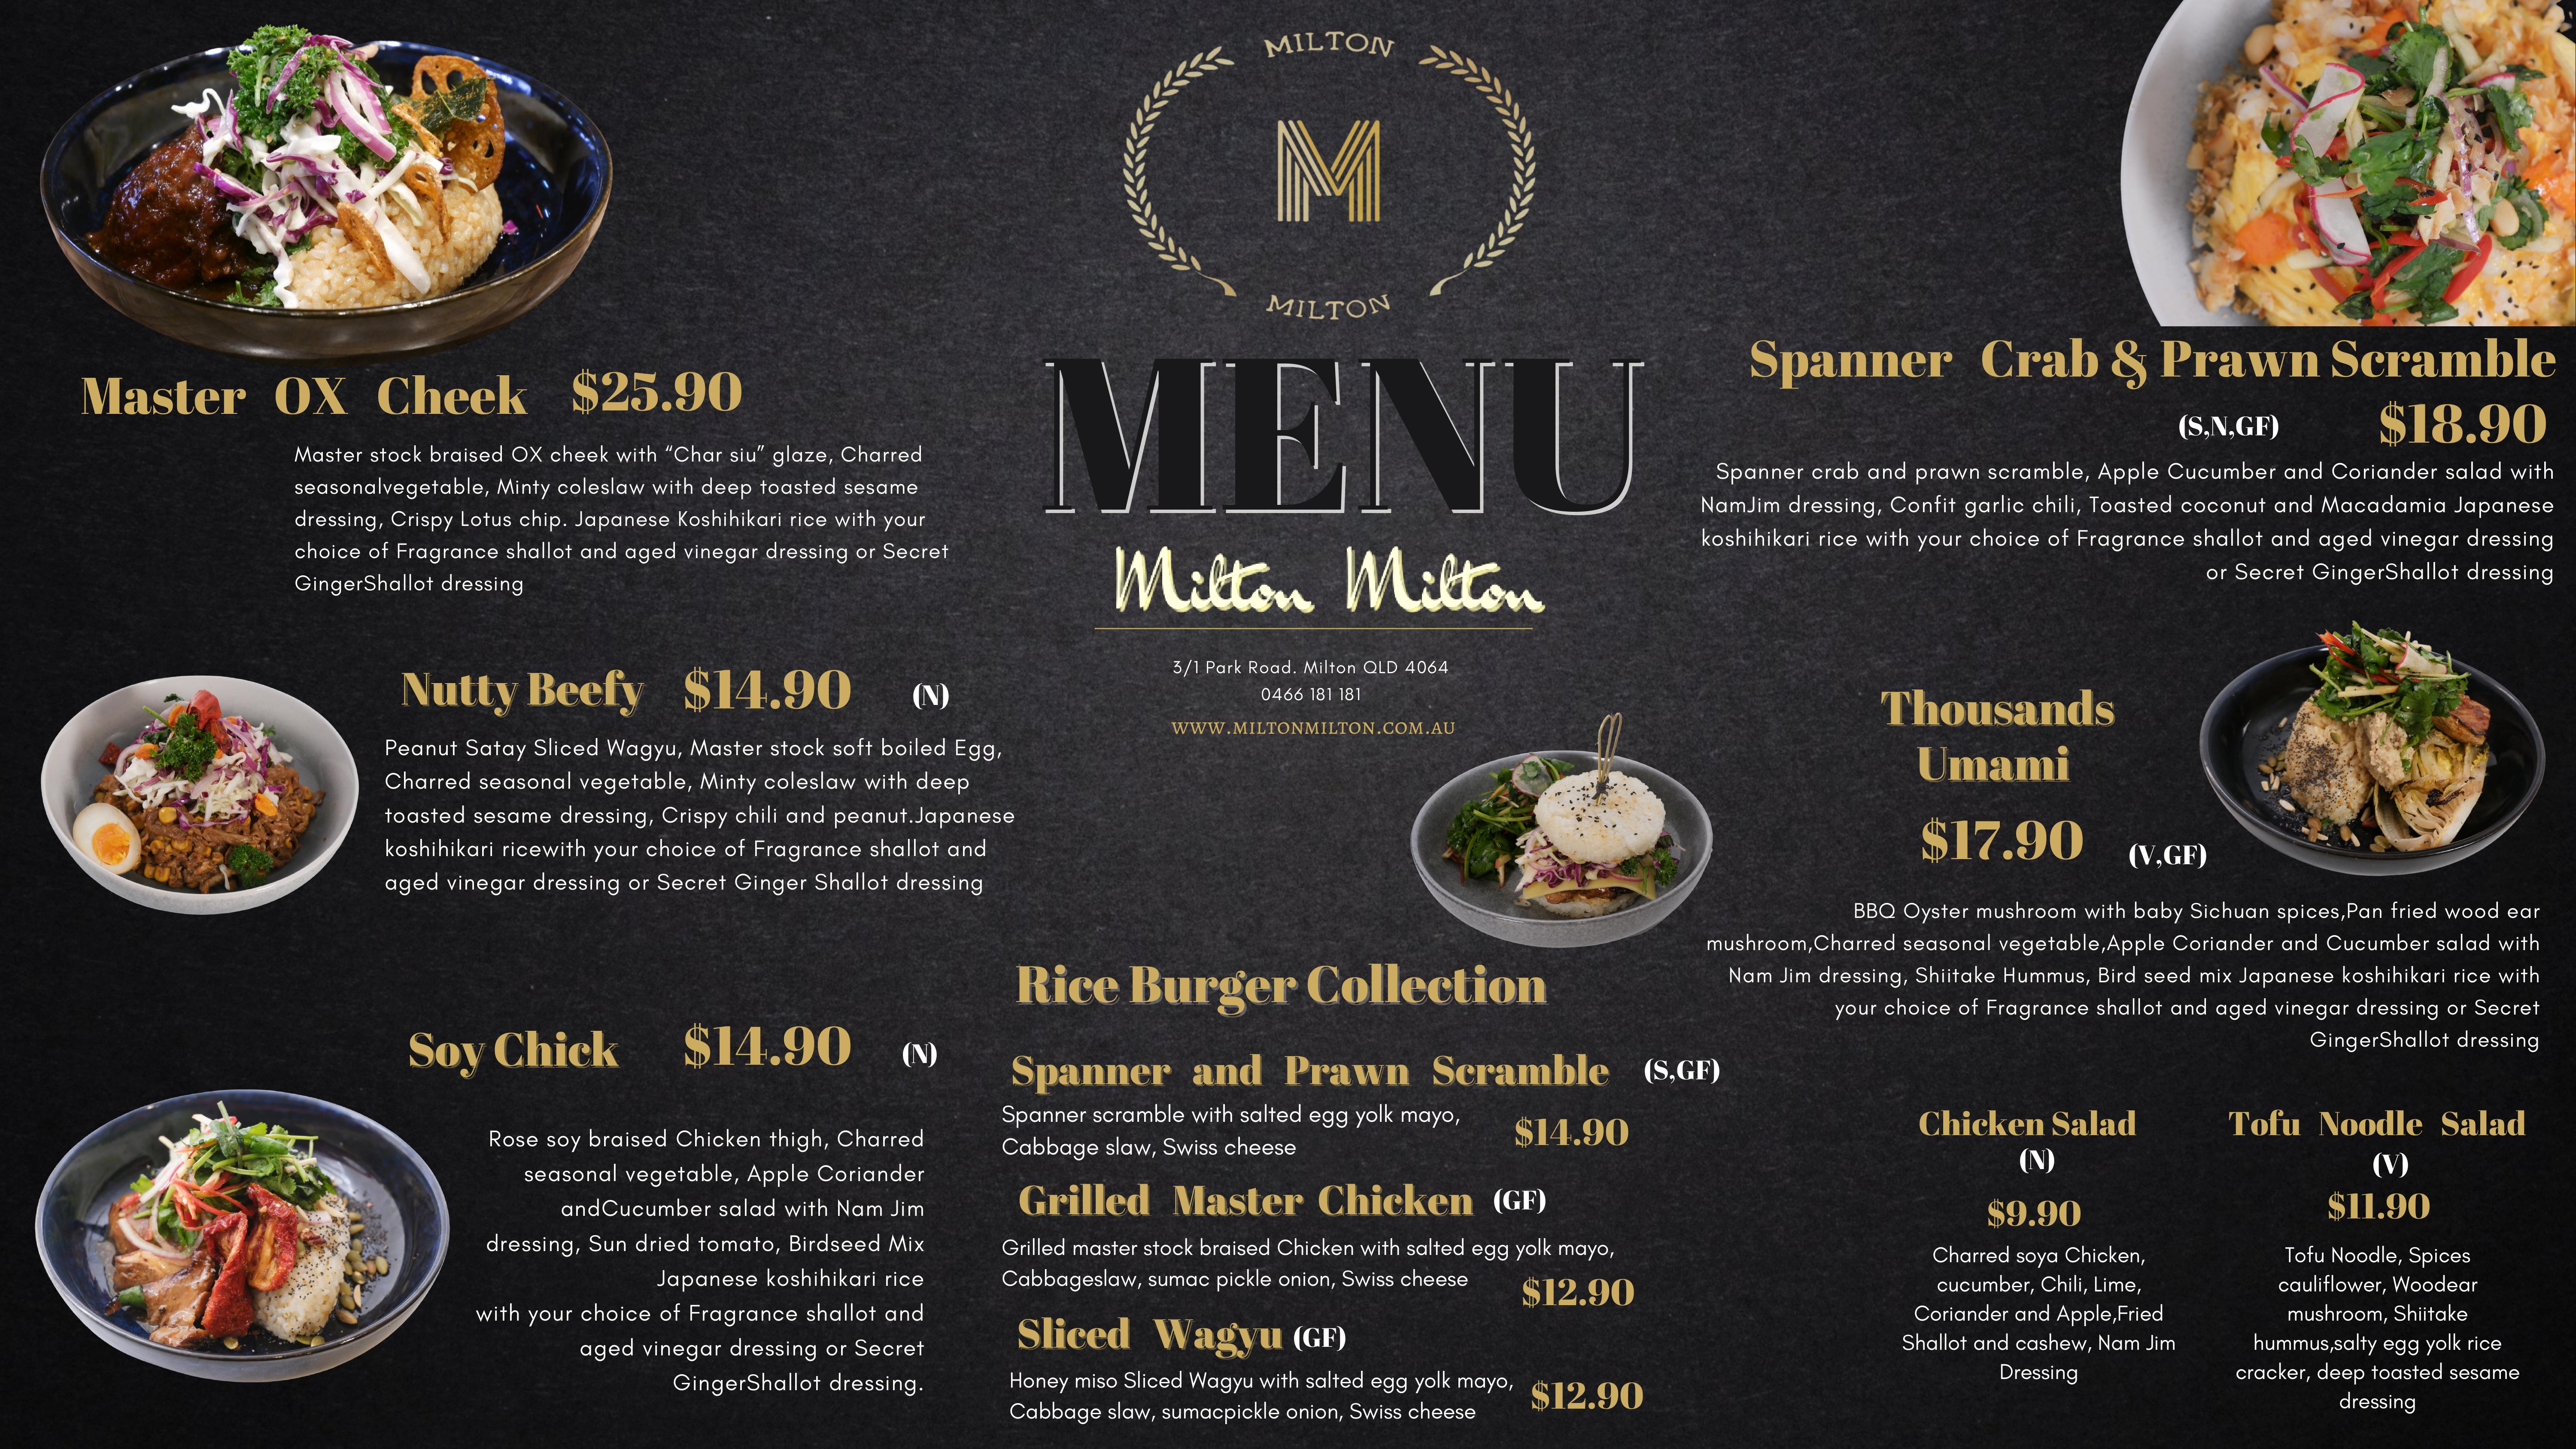 MILTON
M
MILTON
MENU
Milton Milton
3/1 Park Road. Milton QLD 4064
0466 181 181
WWW.MILTONMILTON.COM.AU
Master OX Cheek $25.90
Master stock braised OX cheek with “Char siu” glaze, Charred
seasonalvegetable, Minty coleslaw with deep toasted sesame
dressing, Crispy Lotus chip. Japanese Koshihikari rice with your
choice of Fragrance shallot and aged vinegar dressing or Secret
GingerShallot dressing
Nutty Beefy $14.90 (N)
Peanut Satay Sliced Wagyu, Master stock soft boiled Egg,
Charred seasonal vegetable, Minty coleslaw with deep
toasted sesame dressing, Crispy chili and peanut.Japanese
koshihikari ricewith your choice of Fragrance shallot and
aged vinegar dressing or Secret Ginger Shallot dressing
Soy Chick $14.90 (N)
Rose soy braised Chicken thigh, Charred
seasonal vegetable, Apple Coriander
andCucumber salad with Nam Jim
dressing, Sun dried tomato, Birdseed Mix
Japanese koshihikari rice
with your choice of Fragrance shallot and
aged vinegar dressing or Secret
GingerShallot dressing.
Rice Burger Collection
Spanner and Prawn Scramble (S,GF)
Spanner scramble with salted egg yolk mayo,
Cabbage slaw, Swiss cheese
$14.90
Grilled Master Chicken (GF)
Grilled master stock braised Chicken with salted egg yolk mayo,
Cabbageslaw, sumac pickle onion, Swiss cheese
$12.90
Sliced Wagyu (GF)
Honey miso Sliced Wagyu with salted egg yolk mayo,
Cabbage slaw, sumacpickle onion, Swiss cheese
$12.90
Spanner Crab & Prawn Scramble
(S,N,GF) $18.90
Spanner crab and prawn scramble, Apple Cucumber and Coriander salad with
NamJim dressing, Confit garlic chili, Toasted coconut and Macadamia Japanese
koshihikari rice with your choice of Fragrance shallot and aged vinegar dressing
or Secret GingerShallot dressing
Thousands
Umami
$17.90 (V,GF)
BBQ Oyster mushroom with baby Sichuan spices,Pan fried wood ear
mushroom,Charred seasonal vegetable,Apple Coriander and Cucumber salad with
Nam Jim dressing, Shiitake Hummus, Bird seed mix Japanese koshihikari rice with
your choice of Fragrance shallot and aged vinegar dressing or Secret
GingerShallot dressing
Chicken Salad
(N)
$9.90
Charred soya Chicken,
cucumber, Chili, Lime,
Coriander and Apple,Fried
Shallot and cashew, Nam Jim
Dressing
Tofu Noodle Salad
(V)
$11.90
Tofu Noodle, Spices
cauliflower, Woodear
mushroom, Shiitake
hummus,salty egg yolk rice
cracker, deep toasted sesame
dressing